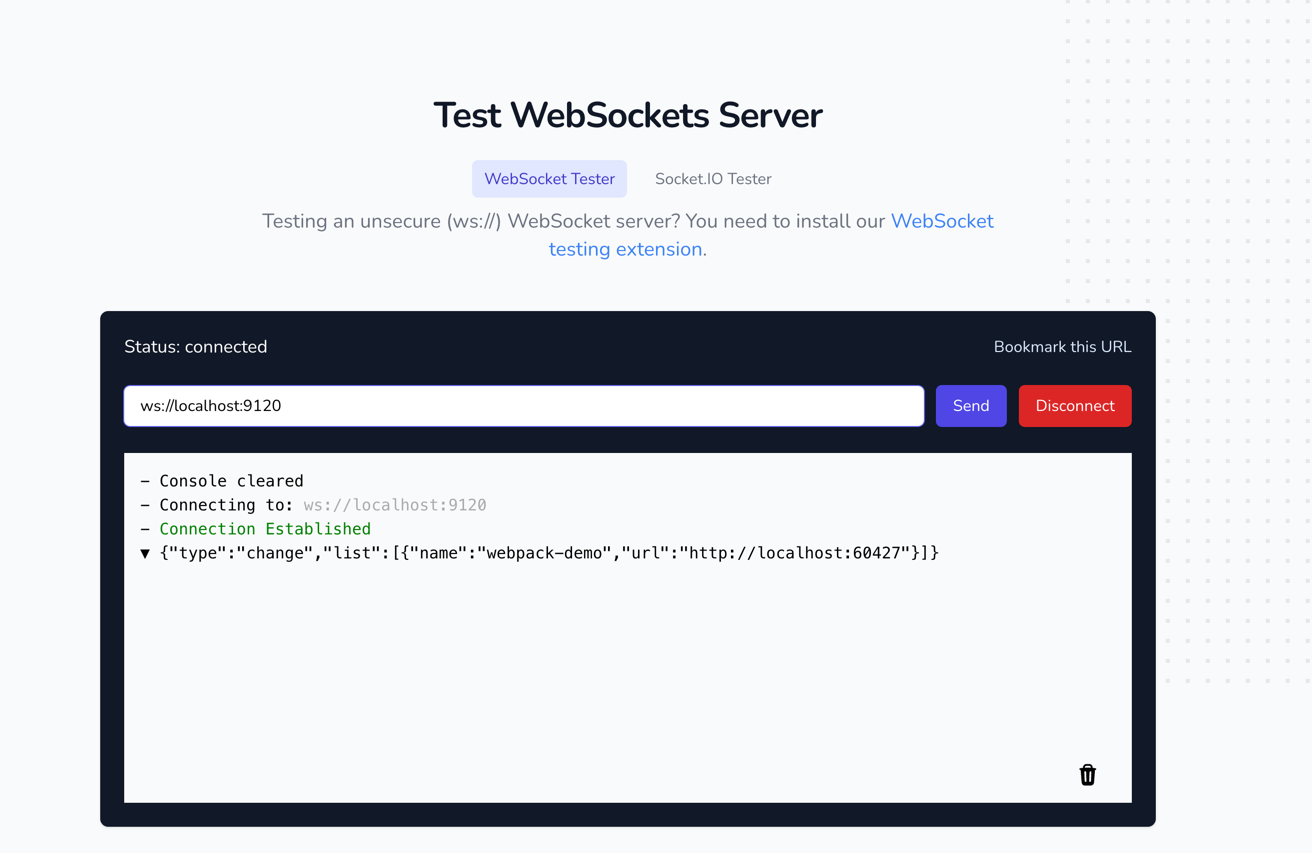 Test WebSockets Server
WebSocket Tester
Socket.IO Tester
Testing an unsecure (ws://) WebSocket server? You need to install our WebSocket
testing extension.
Status: connected
Bookmark this URL
ws://localhost:9120
Send
Disconnect
– Console cleared
– Connecting to: ws://localhost:9120
– Connection Established
▼ {"type":"change","list":[{"name":"webpack-demo","url":"http://localhost:60427"}]}